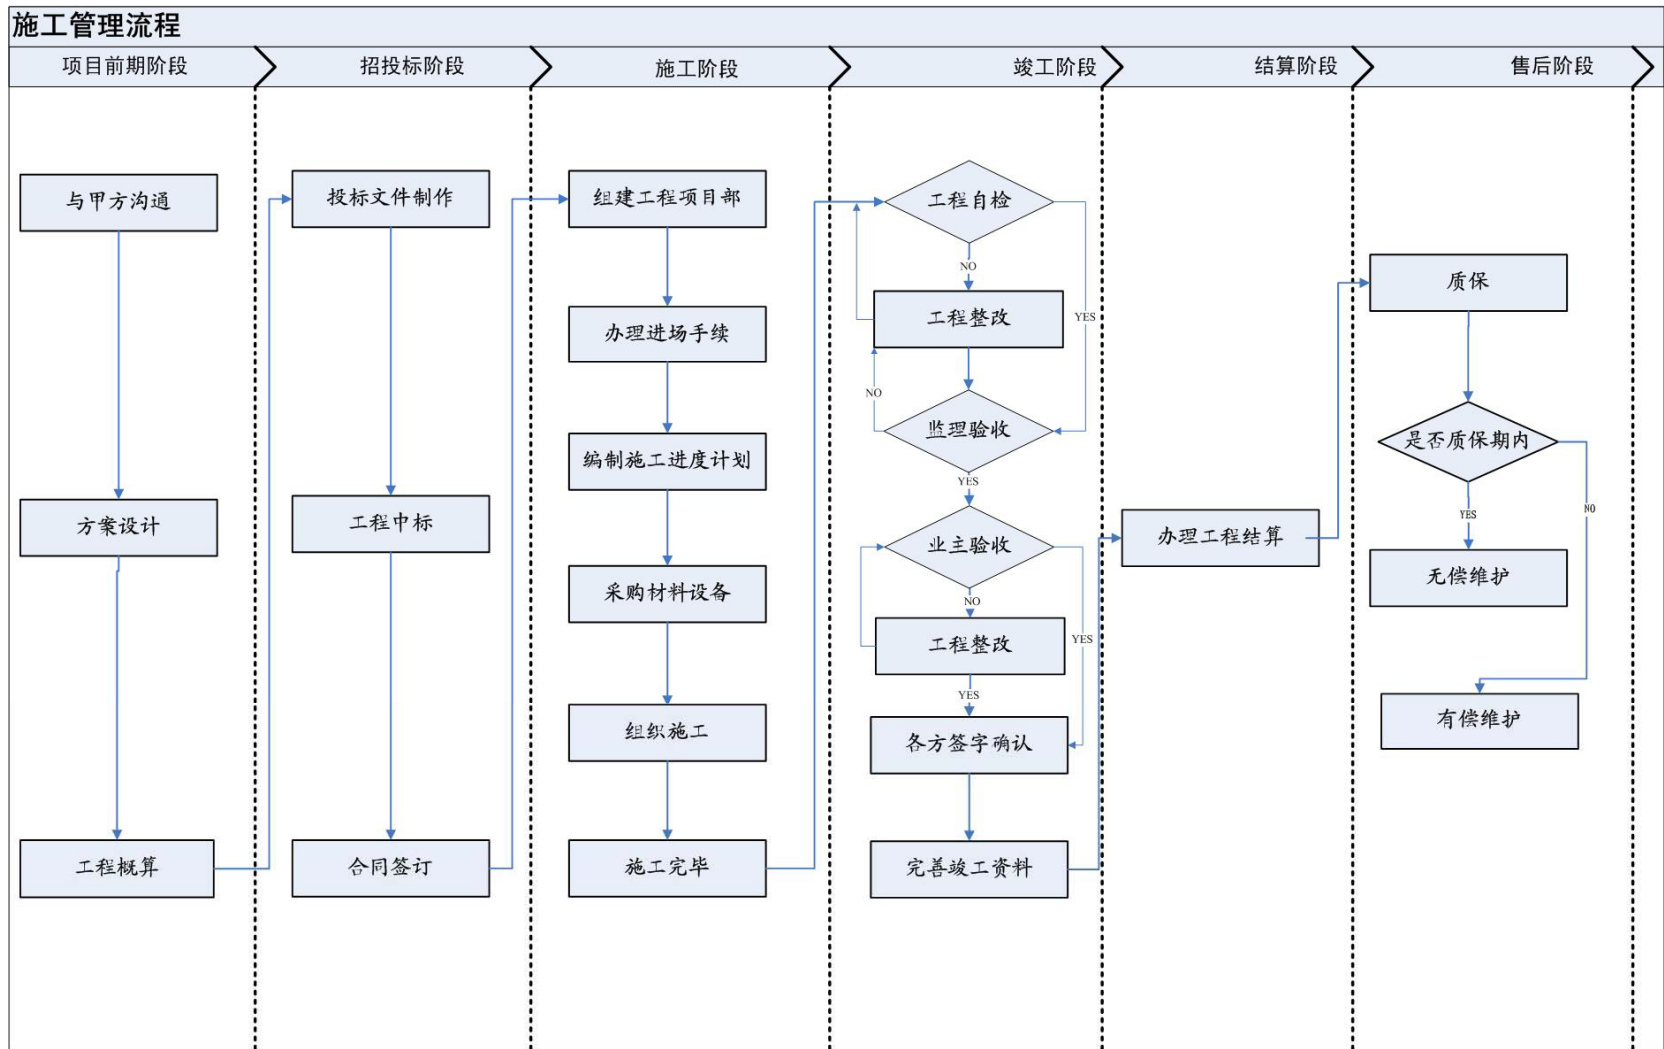 施工管理流程
项目前期阶段
招投标阶段
施工阶段
竣工阶段
结算阶段
售后阶段
与甲方沟通
方案设计
工程概算
投标文件制作
工程中标
合同签订
组建工程项目部
办理进场手续
编制施工进度计划
采购材料设备
组织施工
施工完毕
工程自检
NO
工程整改
YES
NO
监理验收
YES
业主验收
NO
工程整改
YES
YES
各方签字确认
完善竣工资料
办理工程结算
质保
是否质保期内
YES
NO
无偿维护
有偿维护